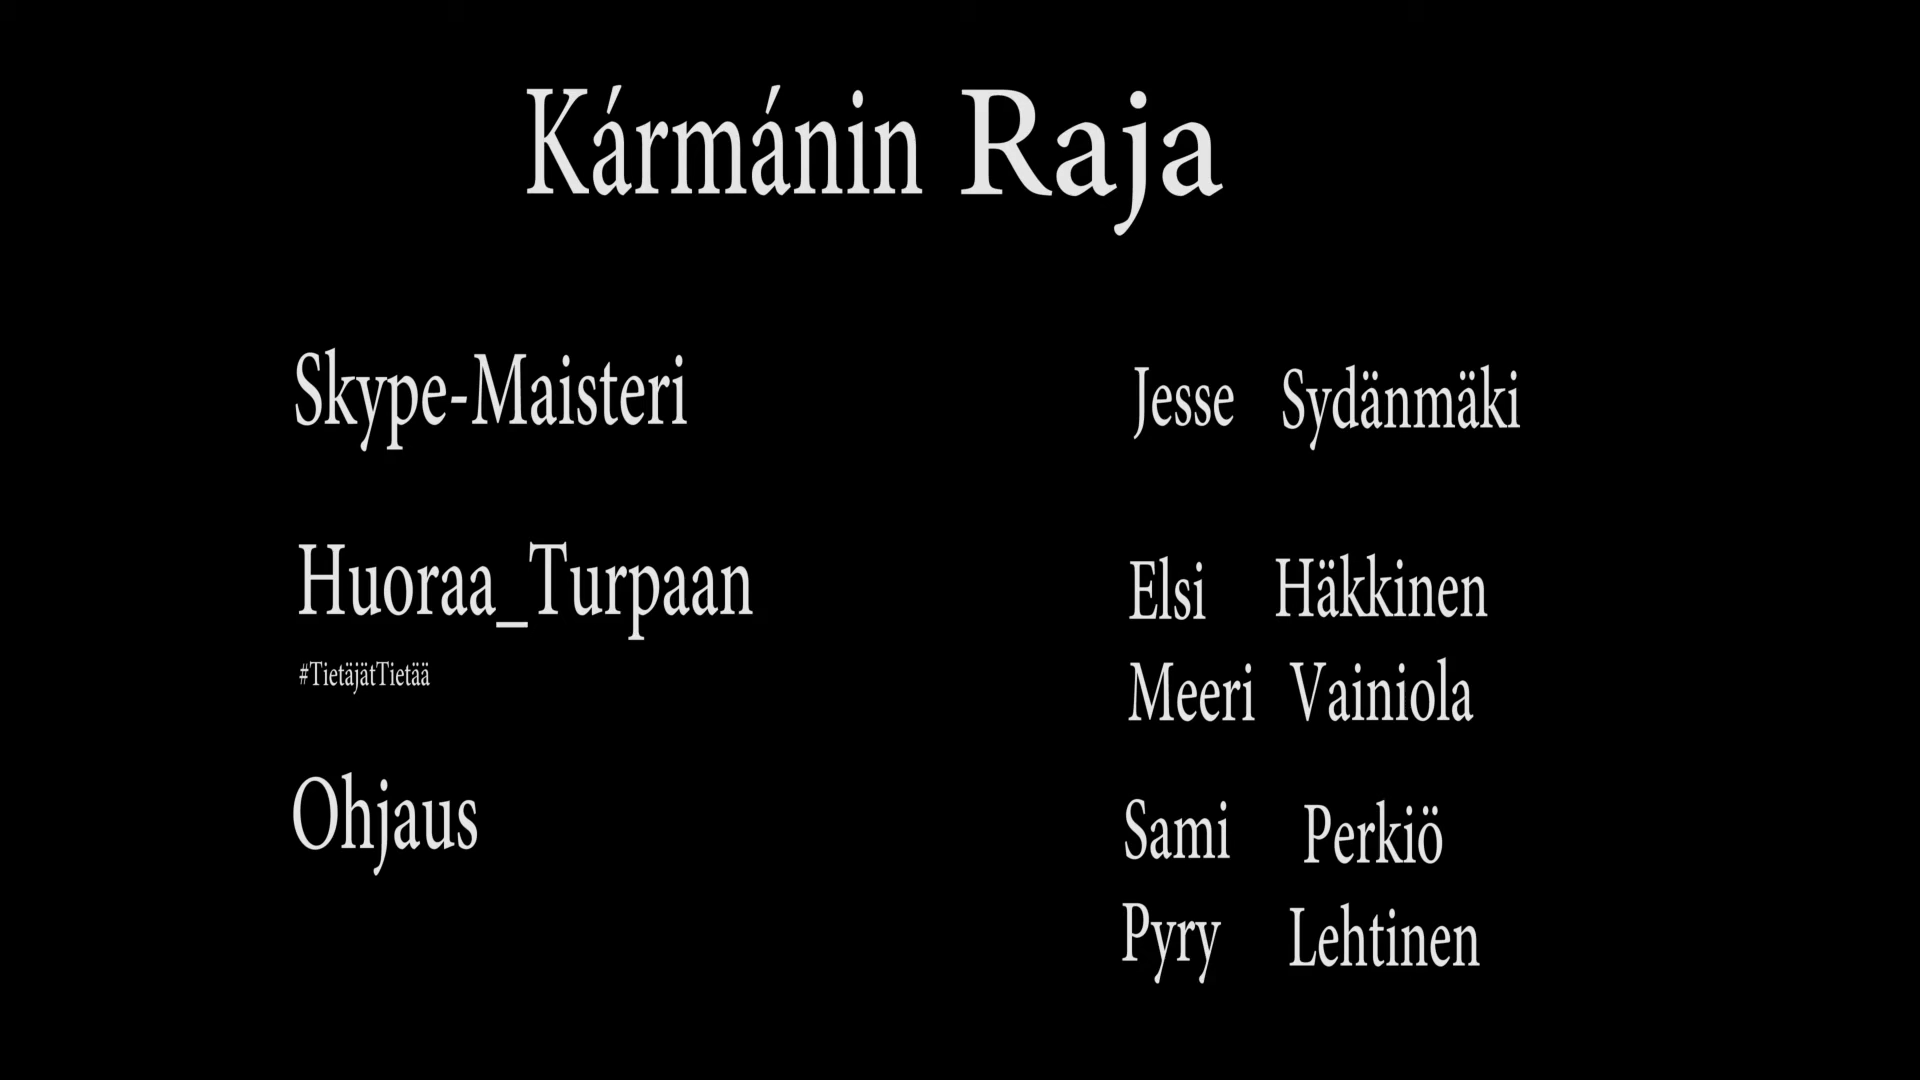 Kármánin Raja
Skype-Maisteri Jesse Sydänmäki
Huoraa_Turpaan Elsi Häkkinen
#TietäjätTietää
Meeri Vainiola
Ohjaus Sami Perkiö
Pyry Lehtinen